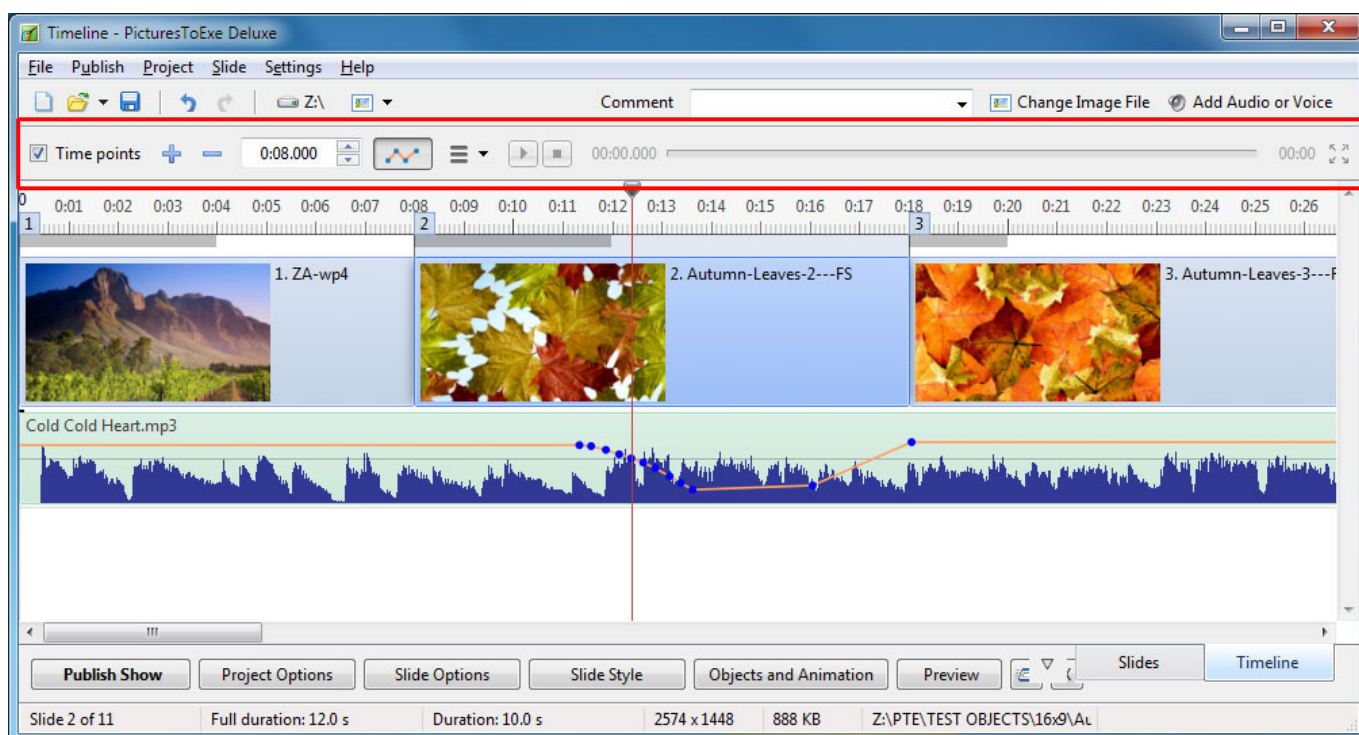 Timeline - PicturesToExe Deluxe
File Publish Project Slide Settings Help
Z:\ Comment Change Image File Add Audio or Voice
Time points 0:08.000 00:00.000 00:00
0 0:01 0:02 0:03 0:04 0:05 0:06 0:07 0:08 0:09 0:10 0:11 0:12 0:13 0:14 0:15 0:16 0:17 0:18 0:19 0:20 0:21 0:22 0:23 0:24 0:25 0:26
1 2 3
1. ZA-wp4 2. Autumn-Leaves-2---FS 3. Autumn-Leaves-3---F
Cold Cold Heart.mp3
Publish Show Project Options Slide Options Slide Style Objects and Animation Preview Slides Timeline
Slide 2 of 11 Full duration: 12.0 s Duration: 10.0 s 2574 x 1448 888 KB Z:\PTE\TEST OBJECTS\16x9\Au